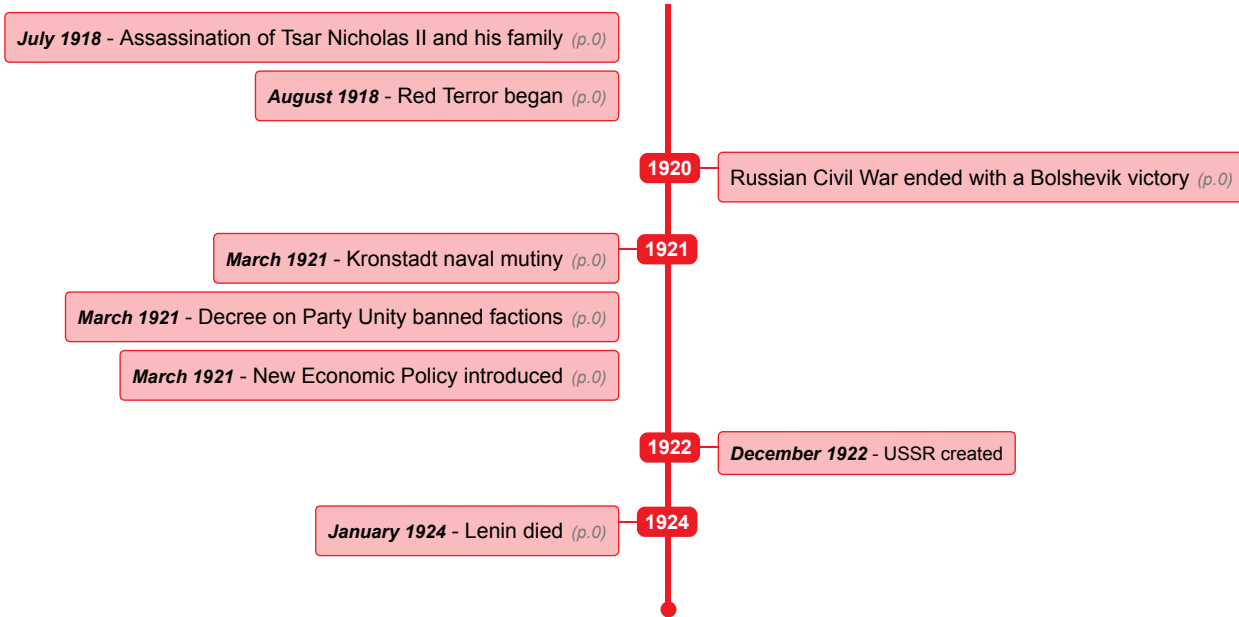 July 1918 - Assassination of Tsar Nicholas II and his family (p.0)
August 1918 - Red Terror began (p.0)
1920
Russian Civil War ended with a Bolshevik victory (p.0)
1921
March 1921 - Kronstadt naval mutiny (p.0)
March 1921 - Decree on Party Unity banned factions (p.0)
March 1921 - New Economic Policy introduced (p.0)
1922
December 1922 - USSR created
1924
January 1924 - Lenin died (p.0)